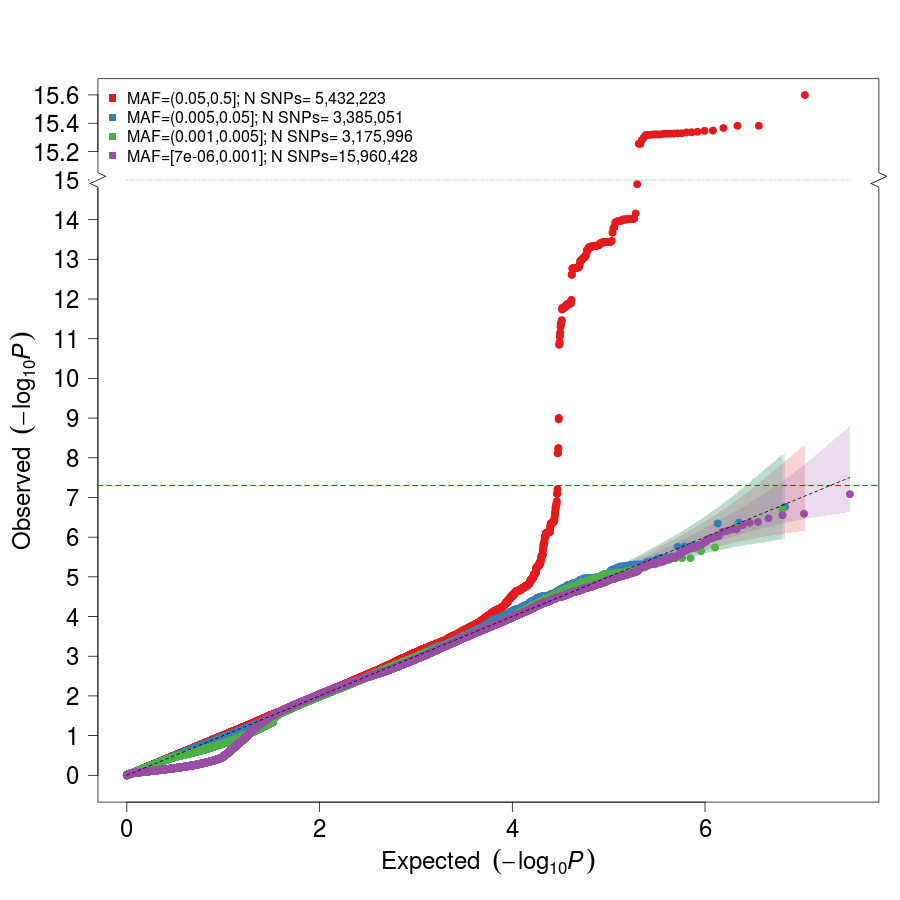 MAF=(0.05,0.5]; N SNPs= 5,432,223
MAF=(0.005,0.05]; N SNPs= 3,385,051
MAF=(0.001,0.005]; N SNPs= 3,175,996
MAF=[7e-06,0.001]; N SNPs=15,960,428
15.6
15.4
15.2
15
14
13
12
11
10
9
8
7
6
5
4
3
2
1
0
Observed (−log10P)
0 2 4 6
Expected (−log10P)